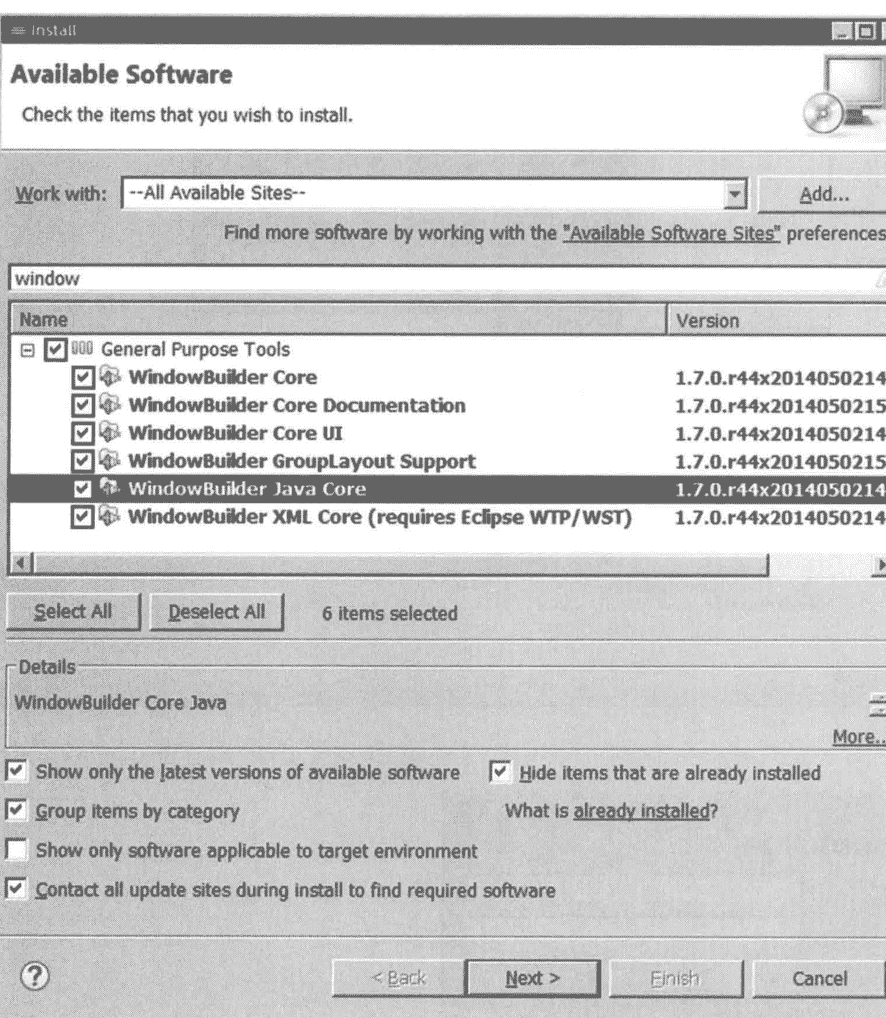 Install
Available Software
Check the items that you wish to install.
Work with: --All Available Sites-- Add...
Find more software by working with the "Available Software Sites" preferences
window
Name Version
General Purpose Tools
WindowBuilder Core 1.7.0.r44x2014050214
WindowBuilder Core Documentation 1.7.0.r44x2014050215
WindowBuilder Core UI 1.7.0.r44x2014050214
WindowBuilder GroupLayout Support 1.7.0.r44x2014050215
WindowBuilder Java Core 1.7.0.r44x2014050214
WindowBuilder XML Core (requires Eclipse WTP/WST) 1.7.0.r44x2014050214
Select All Deselect All 6 items selected
Details
WindowBuilder Core Java
More..
Show only the latest versions of available software Hide items that are already installed
Group items by category What is already installed?
Show only software applicable to target environment
Contact all update sites during install to find required software
? < Back Next > Finish Cancel